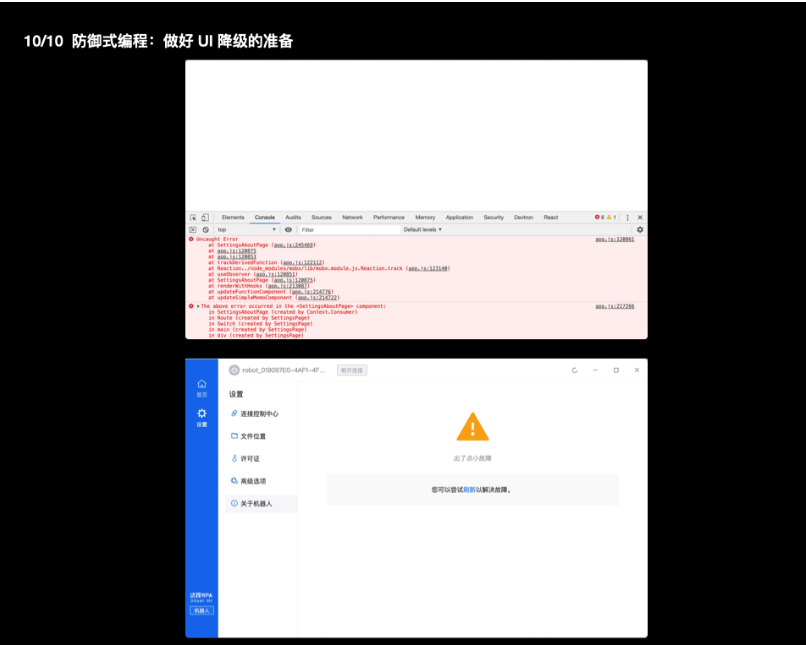 10/10 防御式编程：做好 UI 降级的准备
Elements Console Audits Sources Network Performance Memory Application Security Devtron React 8 1
top Filter Default levels
Uncaught Error app.js:120861
at SettingsAboutPage (app.js:245469)
at app.js:120873
at app.js:120853
at trackDerivedFunction (app.js:122112)
at Reaction../node_modules/mobx/lib/mobx.module.js.Reaction.track (app.js:123140)
at useObserver (app.js:120851)
at SettingsAboutPage (app.js:120875)
at renderWithHooks (app.js:213087)
at updateFunctionComponent (app.js:214776)
at updateSimpleMemoComponent (app.js:214722)
The above error occurred in the <SettingsAboutPage> component: app.js:217266
in SettingsAboutPage (created by Context.Consumer)
in Route (created by SettingsPage)
in Switch (created by SettingsPage)
in main (created by SettingsPage)
in div (created by SettingsPage)
robot_019097E0-4AF1-4F... 断开连接
首页
设置
设置
连接控制中心
文件位置
许可证
高级选项
关于机器人
出了点小故障
您可以尝试刷新以解决故障。
机器人